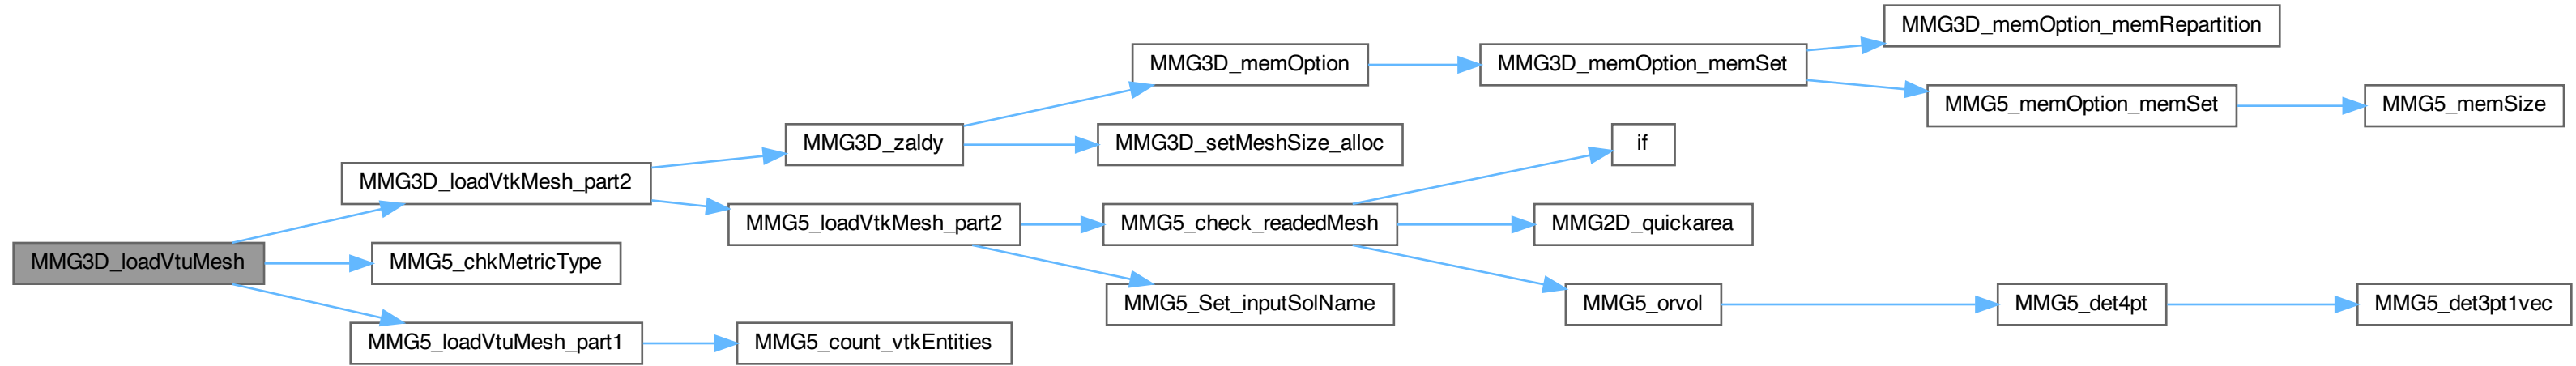 MMG3D_memOption_memRepartition
MMG3D_memOption
MMG3D_memOption_memSet
MMG5_memOption_memSet
MMG5_memSize
MMG3D_zaldy
MMG3D_setMeshSize_alloc
if
MMG3D_loadVtkMesh_part2
MMG5_loadVtkMesh_part2
MMG5_check_readedMesh
MMG2D_quickarea
MMG3D_loadVtuMesh
MMG5_chkMetricType
MMG5_Set_inputSolName
MMG5_orvol
MMG5_det4pt
MMG5_det3pt1vec
MMG5_loadVtuMesh_part1
MMG5_count_vtkEntities